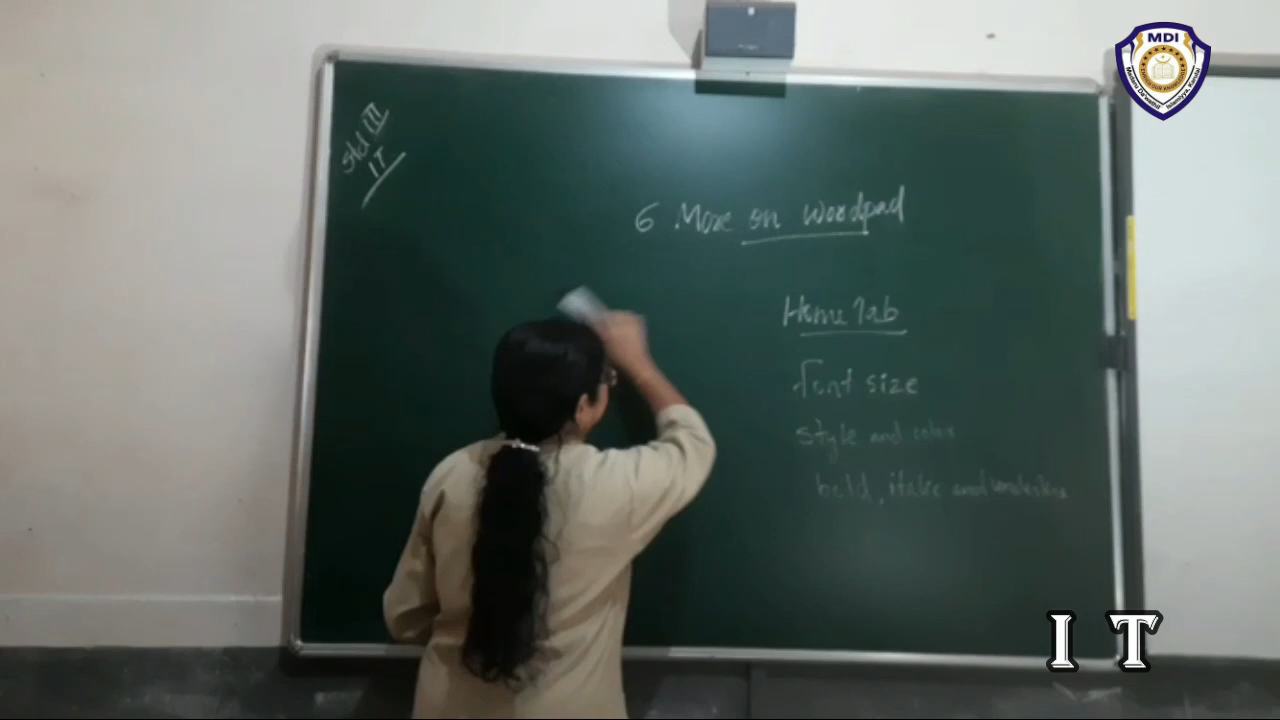 Std III
IT
6 More on Wordpad
Home Tab
font size
style and color
bold, italic and underline
MDI
I T